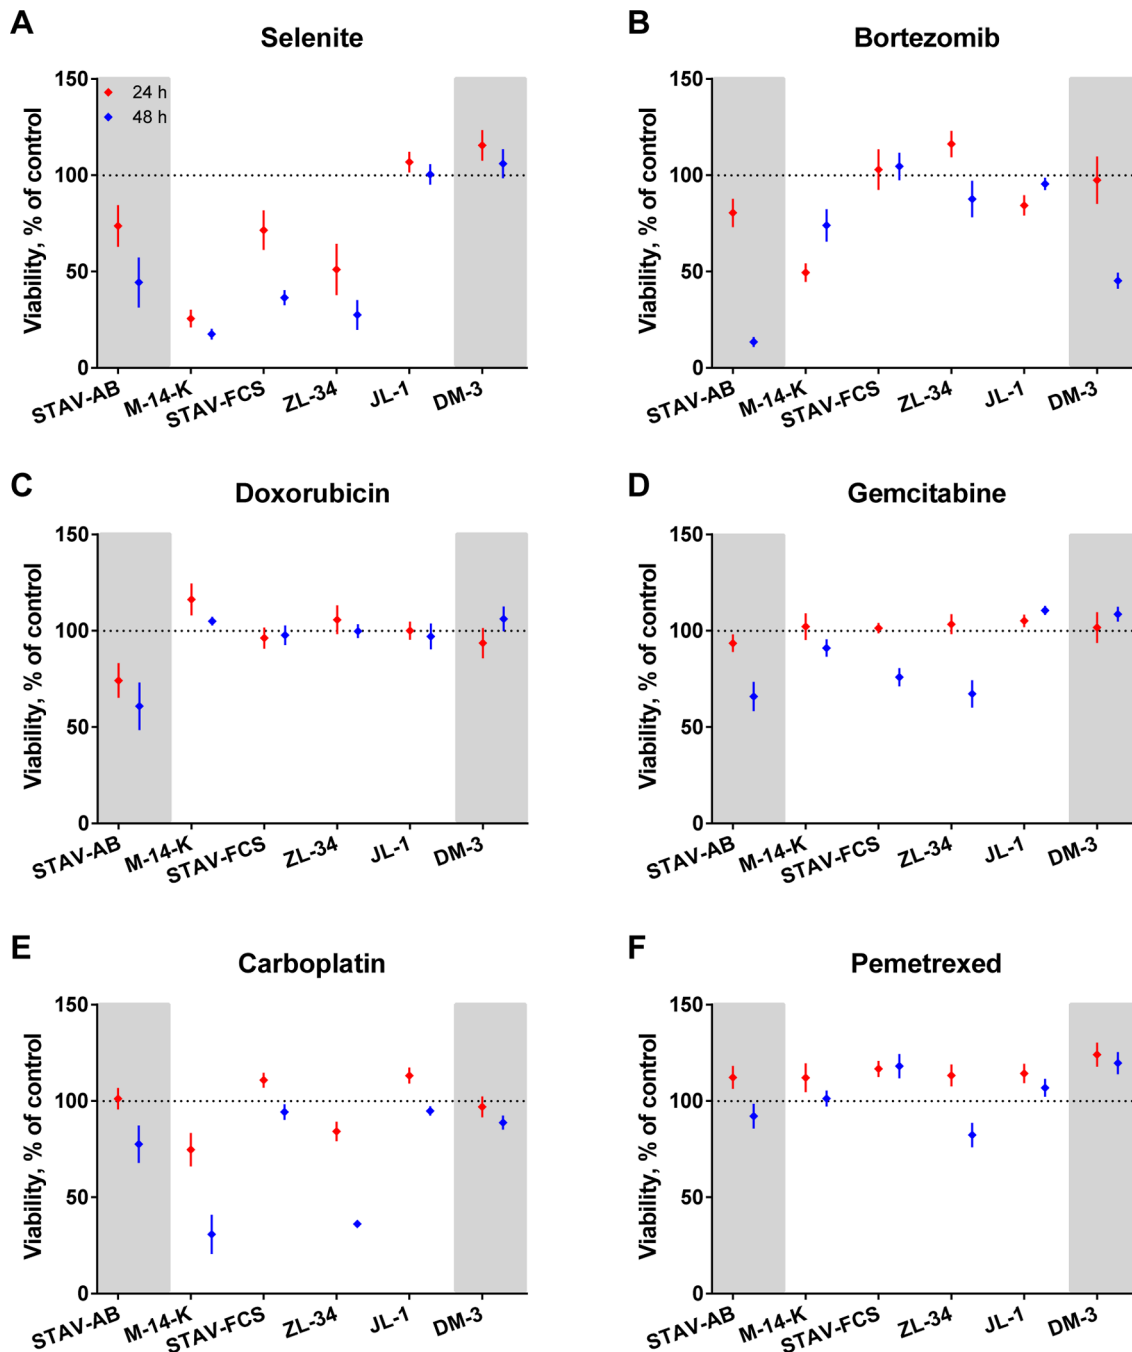 A
Selenite
Viability, % of control
150
100
50
0
24 h
48 h
STAV-AB
M-14-K
STAV-FCS
ZL-34
JL-1
DM-3
B
Bortezomib
Viability, % of control
150
100
50
0
STAV-AB
M-14-K
STAV-FCS
ZL-34
JL-1
DM-3
C
Doxorubicin
Viability, % of control
150
100
50
0
STAV-AB
M-14-K
STAV-FCS
ZL-34
JL-1
DM-3
D
Gemcitabine
Viability, % of control
150
100
50
0
STAV-AB
M-14-K
STAV-FCS
ZL-34
JL-1
DM-3
E
Carboplatin
Viability, % of control
150
100
50
0
STAV-AB
M-14-K
STAV-FCS
ZL-34
JL-1
DM-3
F
Pemetrexed
Viability, % of control
150
100
50
0
STAV-AB
M-14-K
STAV-FCS
ZL-34
JL-1
DM-3